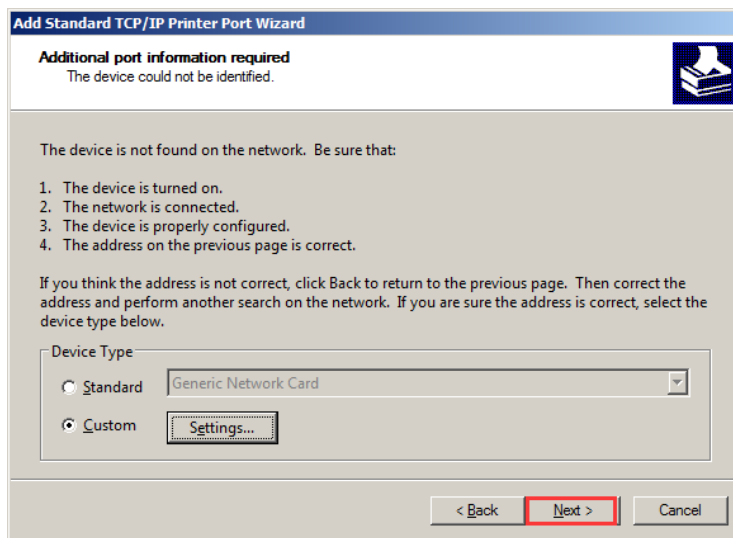 Add Standard TCP/IP Printer Port Wizard
Additional port information required
The device could not be identified.
The device is not found on the network.  Be sure that:
1.  The device is turned on.
2.  The network is connected.
3.  The device is properly configured.
4.  The address on the previous page is correct.
If you think the address is not correct, click Back to return to the previous page.  Then correct the
address and perform another search on the network.  If you are sure the address is correct, select the
device type below.
Device Type
Standard
Generic Network Card
Custom
Settings...
< Back
Next >
Cancel